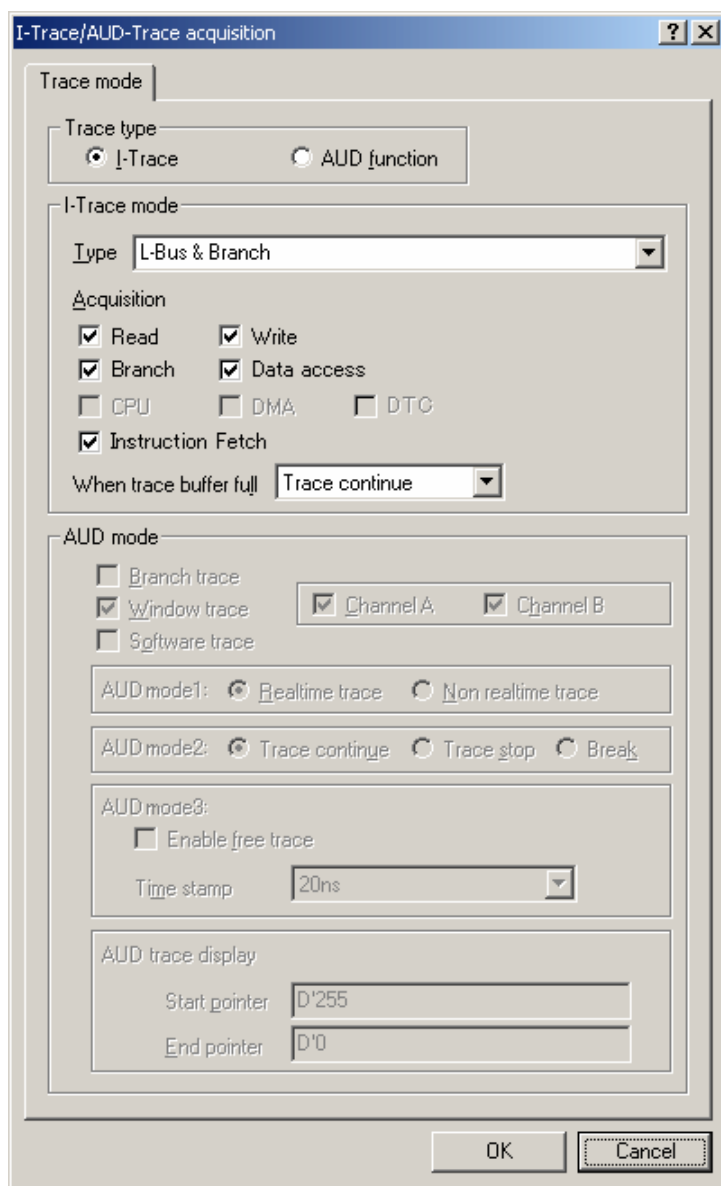 I-Trace/AUD-Trace acquisition
Trace mode
Trace type
I-Trace AUD function
I-Trace mode
Type L-Bus & Branch
Acquisition
Read Write
Branch Data access
CPU DMA DTC
Instruction Fetch
When trace buffer full Trace continue
AUD mode
Branch trace
Window trace Channel A Channel B
Software trace
AUD mode1: Realtime trace Non realtime trace
AUD mode2: Trace continue Trace stop Break
AUD mode3:
Enable free trace
Time stamp 20ns
AUD trace display
Start pointer D'255
End pointer D'0
OK Cancel